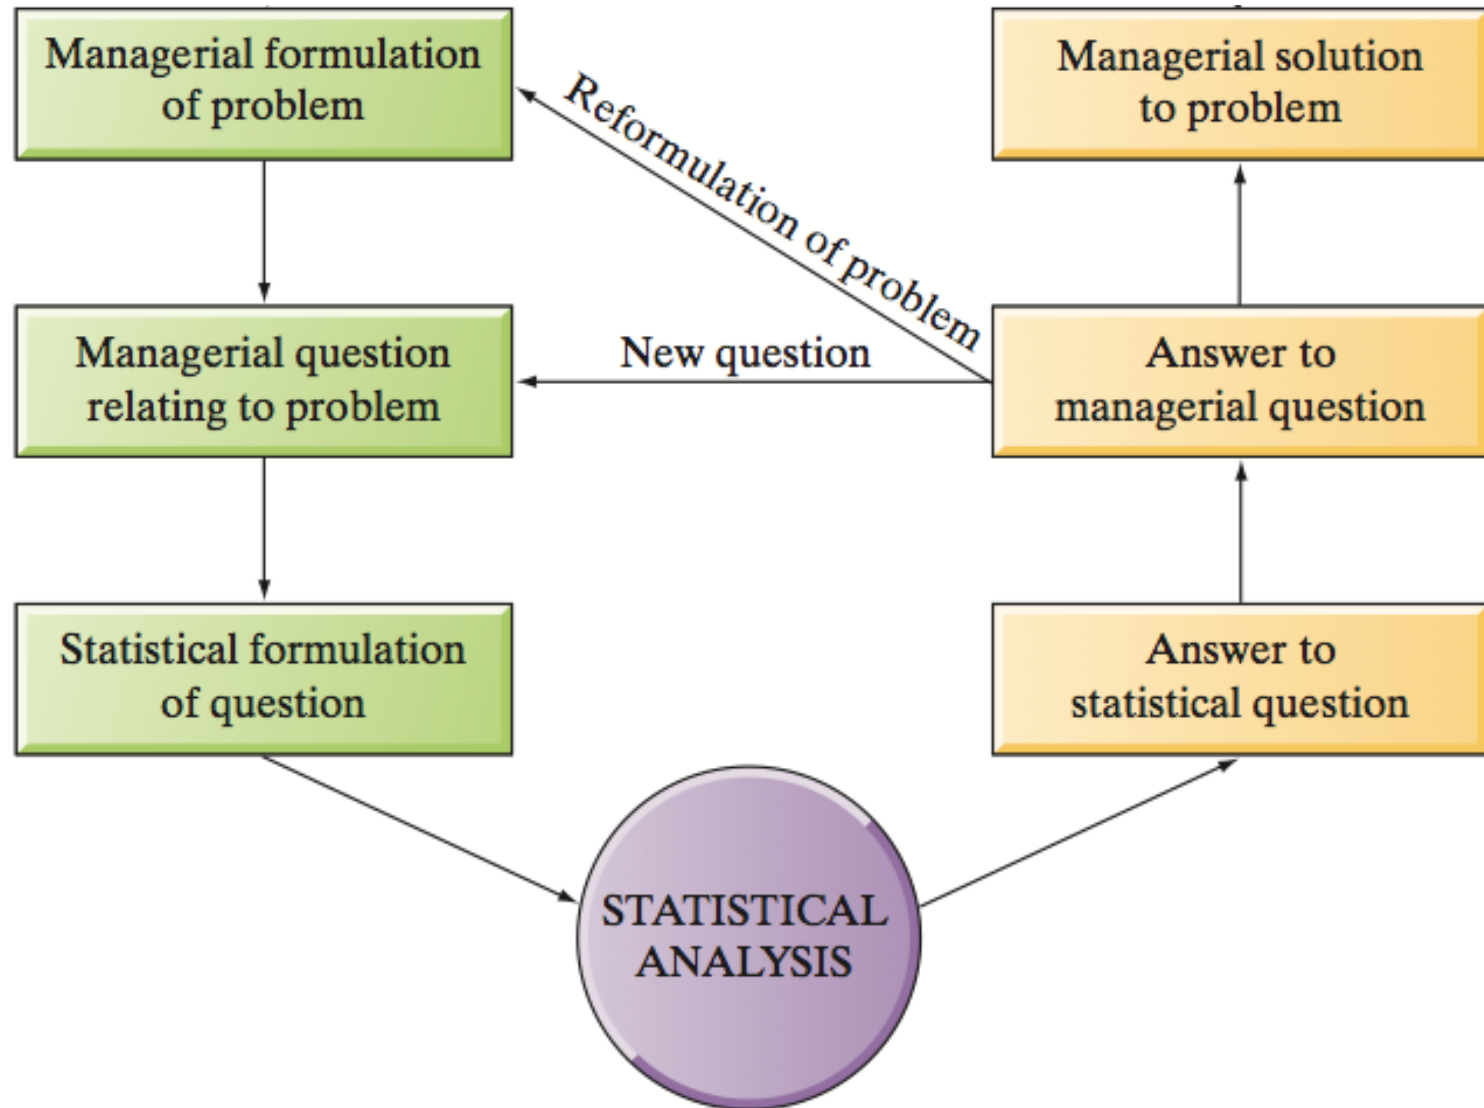 Managerial formulation
of problem
Managerial solution
to problem
Reformulation of problem
Managerial question
relating to problem
New question
Answer to
managerial question
Statistical formulation
of question
Answer to
statistical question
STATISTICAL
ANALYSIS